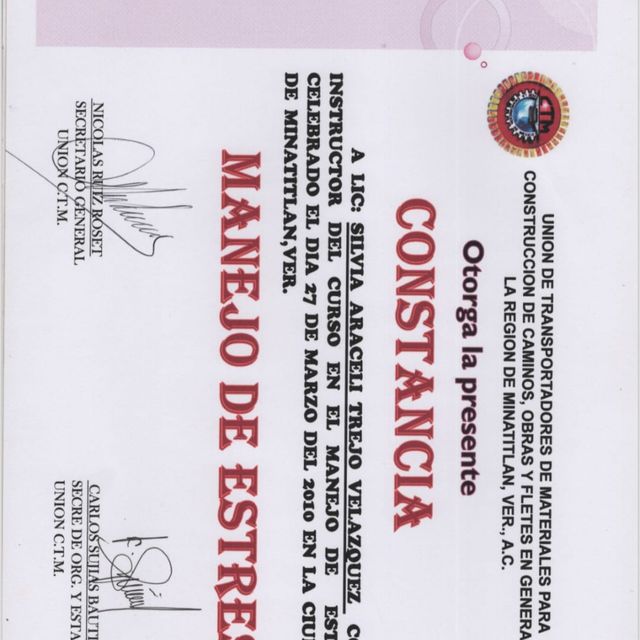 UNION DE TRANSPORTADORES DE MATERIALES PARA
CONSTRUCCION DE CAMINOS, OBRAS Y FLETES EN GENERA
LA REGION DE MINATITLAN, VER., A.C.
Otorga la presente
CONSTANCIA
A LIC: SILVIA ARACELI TREJO VELAZQUEZ CO
INSTRUCTOR DEL CURSO EN EL MANEJO DE EST
CELEBRADO EL DIA 27 DE MARZO DEL 2010 EN LA CIU
DE MINATITLAN,VER.
MANEJO DE ESTRES
NICOLAS RUIZ ROSET
SECRETARIO GENERAL
UNION C.T.M.
CARLOS SUJIAS BAUTI
SECRE DE ORG. Y ESTA
UNION C.T.M.